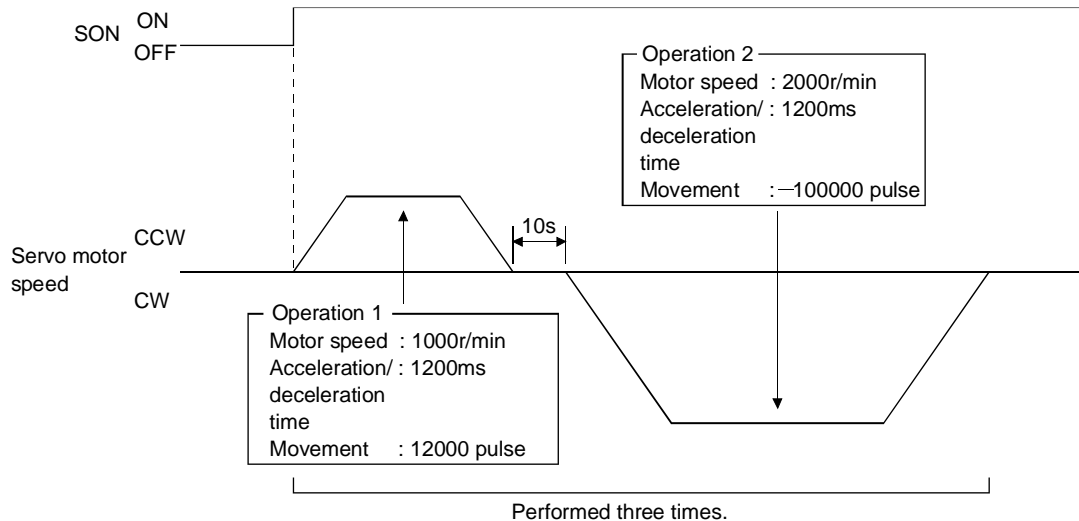 SON
ON
OFF
Operation 2
Motor speed : 2000r/min
Acceleration/ : 1200ms
deceleration
time
Movement : -100000 pulse
10s
Servo motor
speed
CCW
CW
Operation 1
Motor speed : 1000r/min
Acceleration/ : 1200ms
deceleration
time
Movement : 12000 pulse
Performed three times.